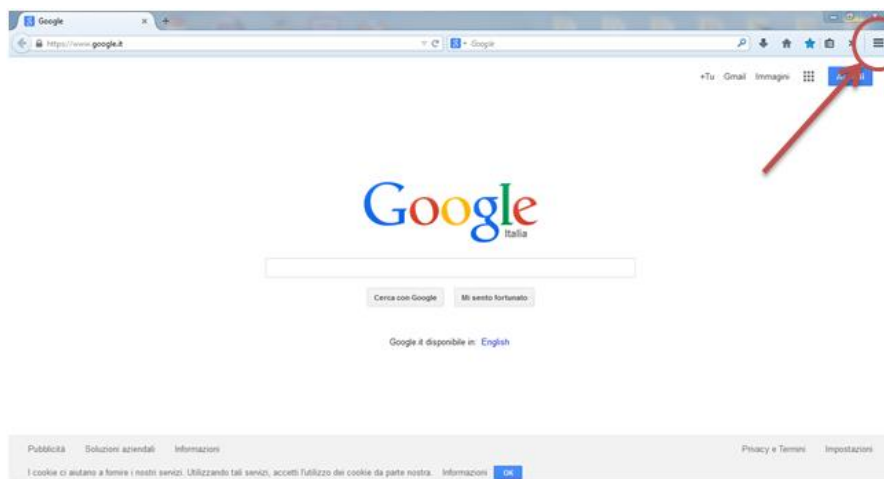 Google
https://www.google.it
Google
+Tu Gmail Immagini
Google
Italia
Cerca con Google Mi sento fortunato
Google.it disponibile in: English
Pubblicità Soluzioni aziendali Informazioni Privacy e Termini Impostazioni
I cookie ci aiutano a fornire i nostri servizi. Utilizzando tali servizi, accetti l'utilizzo dei cookie da parte nostra. Informazioni OK